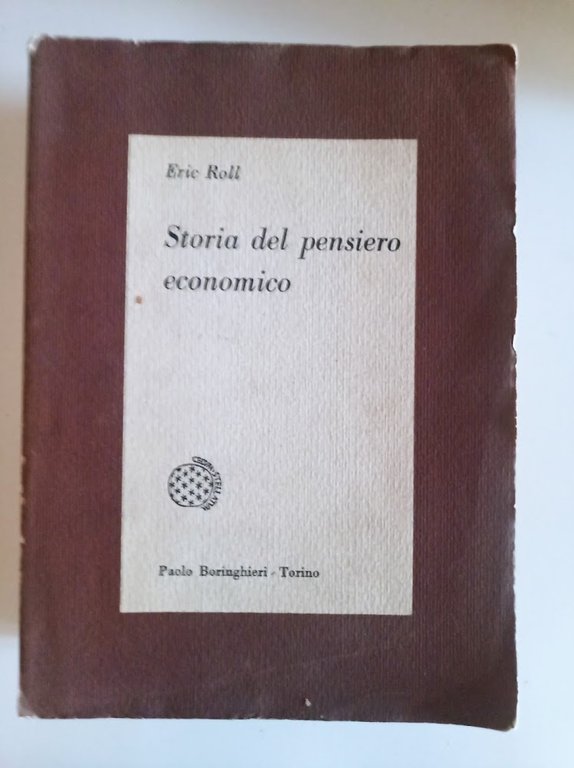 Eric Roll
Storia del pensiero
economico
Paolo Boringhieri - Torino